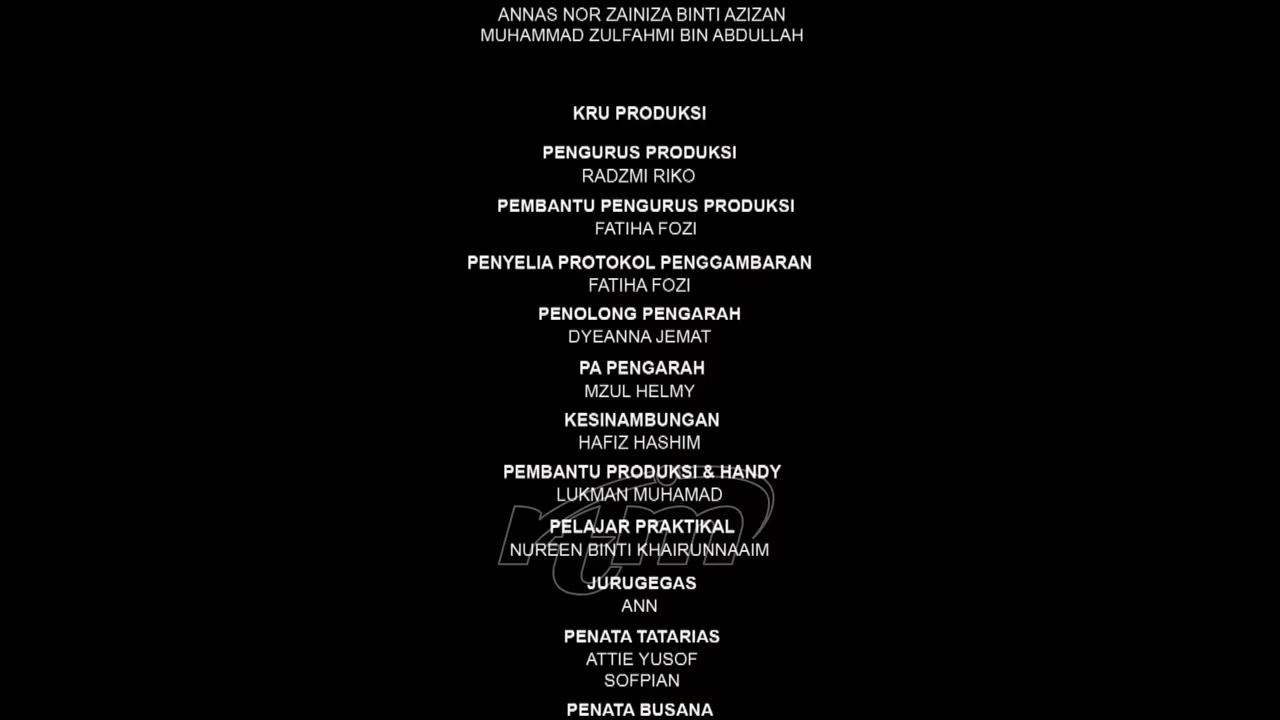 ANNAS NOR ZAINIZA BINTI AZIZAN
MUHAMMAD ZULFAHMI BIN ABDULLAH
KRU PRODUKSI
PENGURUS PRODUKSI
RADZMI RIKO
PEMBANTU PENGURUS PRODUKSI
FATIHA FOZI
PENYELIA PROTOKOL PENGGAMBARAN
FATIHA FOZI
PENOLONG PENGARAH
DYEANNA JEMAT
PA PENGARAH
MZUL HELMY
KESINAMBUNGAN
HAFIZ HASHIM
PEMBANTU PRODUKSI & HANDY
LUKMAN MUHAMAD
rtm
PELAJAR PRAKTIKAL
NUREEN BINTI KHAIRUNNAAIM
JURUGEGAS
ANN
PENATA TATARIAS
ATTIE YUSOF
SOFPIAN
PENATA BUSANA